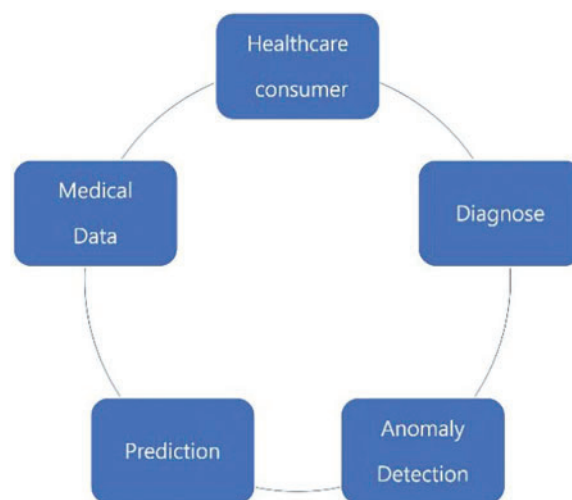 Healthcare
consumer
Diagnose
Anomaly
Detection
Prediction
Medical
Data